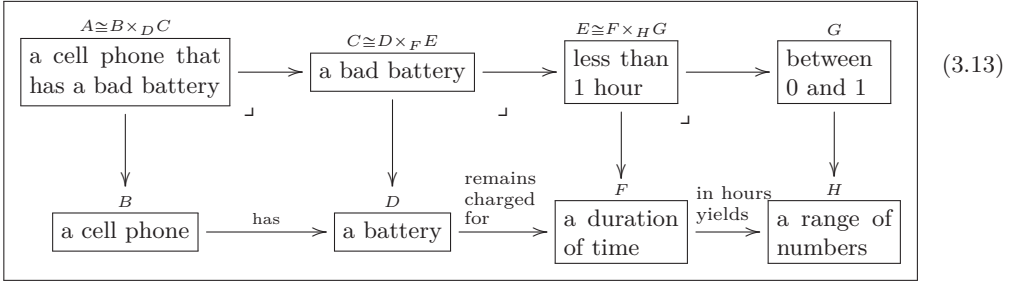 A≅B×_D C
C≅D×_F E
E≅F×_H G
G
a cell phone that
has a bad battery
a bad battery
less than
1 hour
between
0 and 1
(3.13)
B
D
F
H
a cell phone
has
a battery
remains
charged
for
a duration
of time
in hours
yields
a range of
numbers